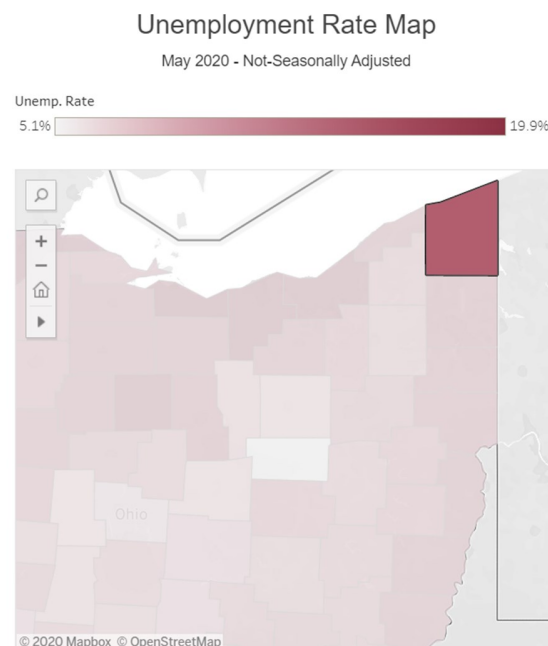 Unemployment Rate Map
May 2020 - Not-Seasonally Adjusted
Unemp. Rate
5.1% 19.9%
Ohio
© 2020 Mapbox © OpenStreetMap